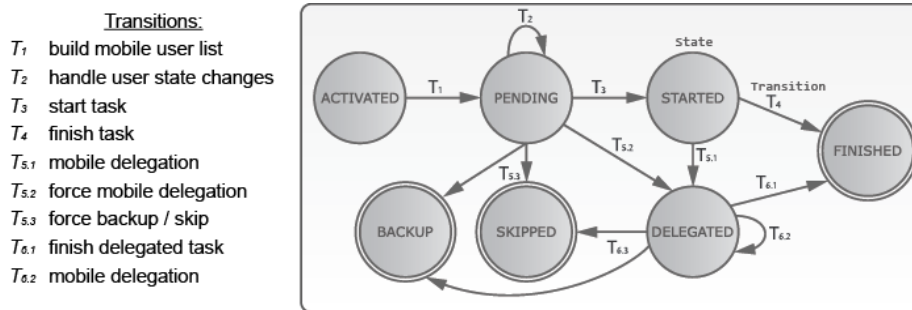 Transitions:
T1 build mobile user list
T2 handle user state changes
T3 start task
T4 finish task
T5.1 mobile delegation
T5.2 force mobile delegation
T5.3 force backup / skip
T6.1 finish delegated task
T6.2 mobile delegation
T2
State
ACTIVATED
T1
PENDING
T3
STARTED
Transition
T4
FINISHED
T5.2
T5.1
T5.3
T6.1
BACKUP
SKIPPED
DELEGATED
T6.2
T6.3